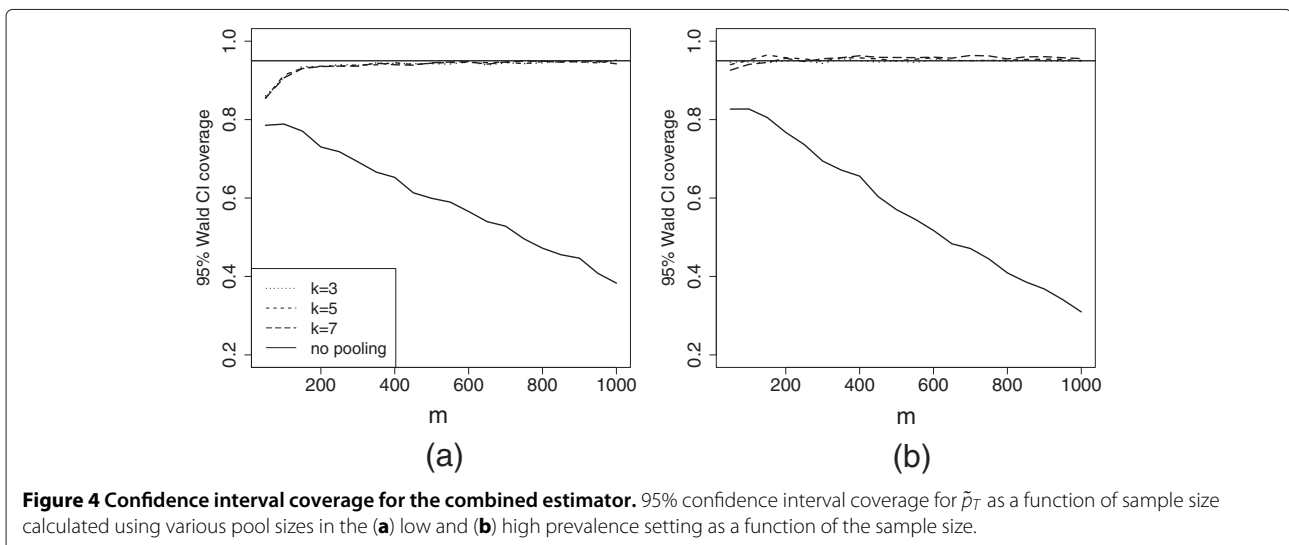 95% Wald CI coverage
1.0
0.8
0.6
0.4
0.2
k=3
k=5
k=7
no pooling
200 400 600 800 1000
m
(a)
95% Wald CI coverage
1.0
0.8
0.6
0.4
0.2
200 400 600 800 1000
m
(b)
Figure 4 Confidence interval coverage for the combined estimator. 95% confidence interval coverage for p̃_T as a function of sample size
calculated using various pool sizes in the (a) low and (b) high prevalence setting as a function of the sample size.